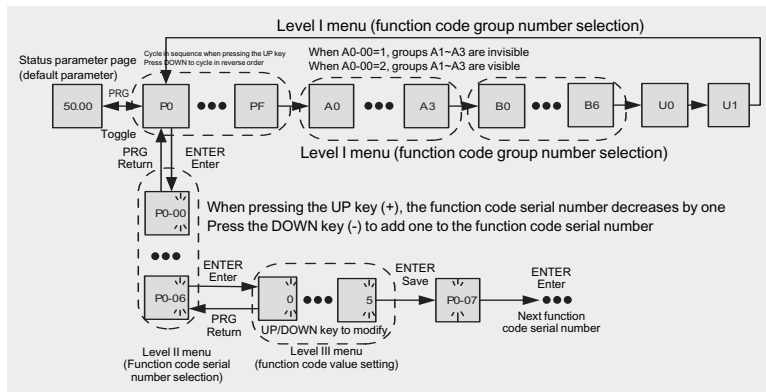 Level I menu (function code group number selection)
Cycle in sequence when pressing the UP key
Press DOWN to cycle in reverse order
When A0-00=1, groups A1~A3 are invisible
When A0-00=2, groups A1~A3 are visible
Status parameter page
(default parameter)
50.00
PRG
Toggle
P0
PF
A0
A3
B0
B6
U0
U1
Level I menu (function code group number selection)
PRG
Return
ENTER
Enter
P0-00
When pressing the UP key (+), the function code serial number decreases by one
Press the DOWN key (-) to add one to the function code serial number
P0-06
ENTER
Enter
PRG
Return
0
5
UP/DOWN key to modify
ENTER
Save
P0-07
ENTER
Enter
Next function
code serial number
Level II menu
(Function code serial
number selection)
Level III menu
(function code value setting)